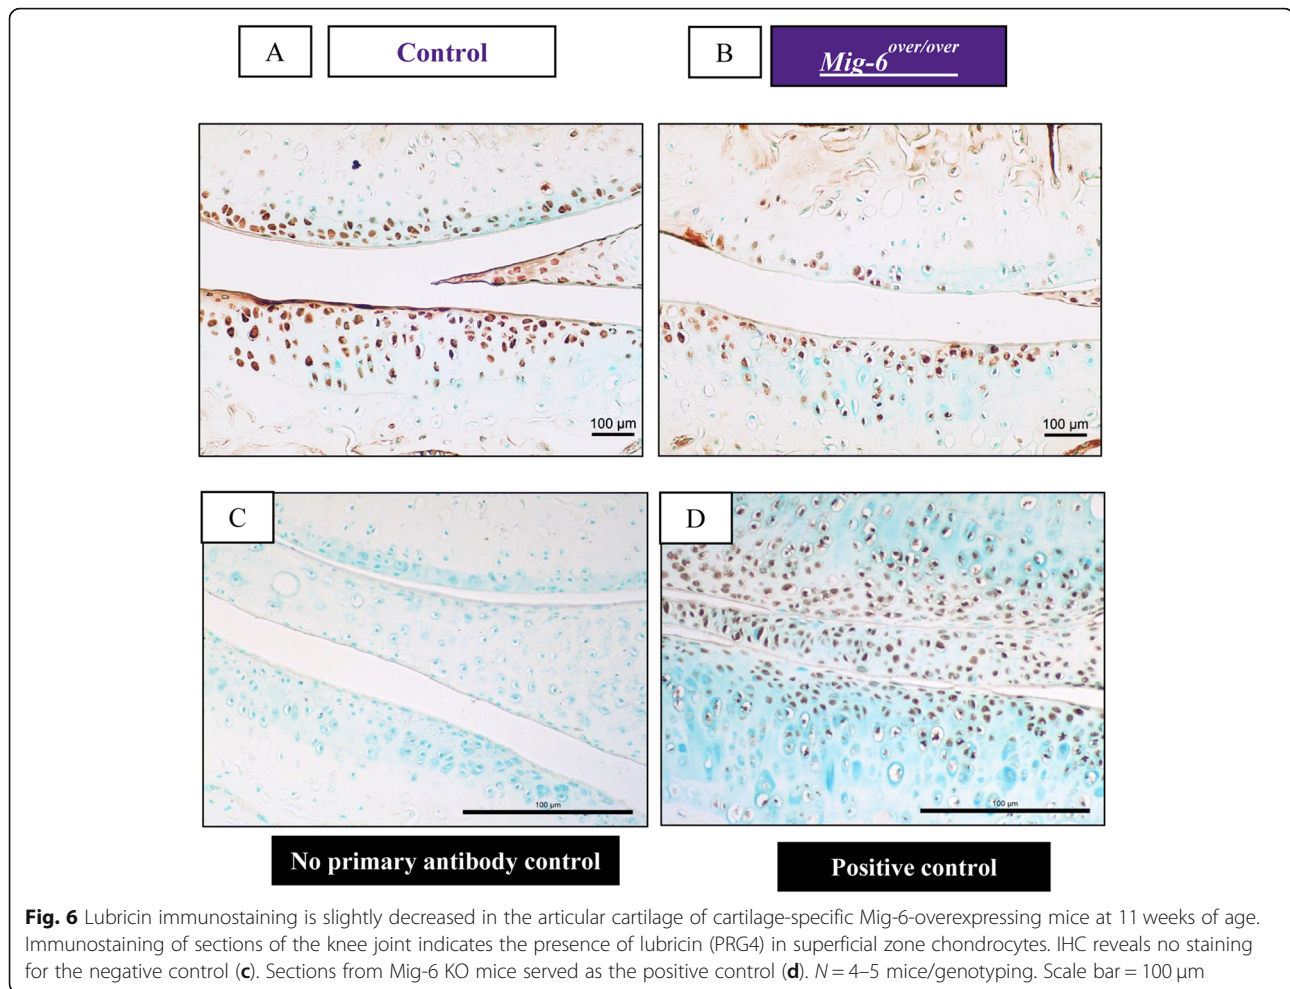 A
Control
B
Mig-6over/over
100 µm
100 µm
C
D
100 µm
100 µm
No primary antibody control
Positive control
Fig. 6 Lubricin immunostaining is slightly decreased in the articular cartilage of cartilage-specific Mig-6-overexpressing mice at 11 weeks of age.
Immunostaining of sections of the knee joint indicates the presence of lubricin (PRG4) in superficial zone chondrocytes. IHC reveals no staining
for the negative control (c). Sections from Mig-6 KO mice served as the positive control (d). N = 4–5 mice/genotyping. Scale bar = 100 µm